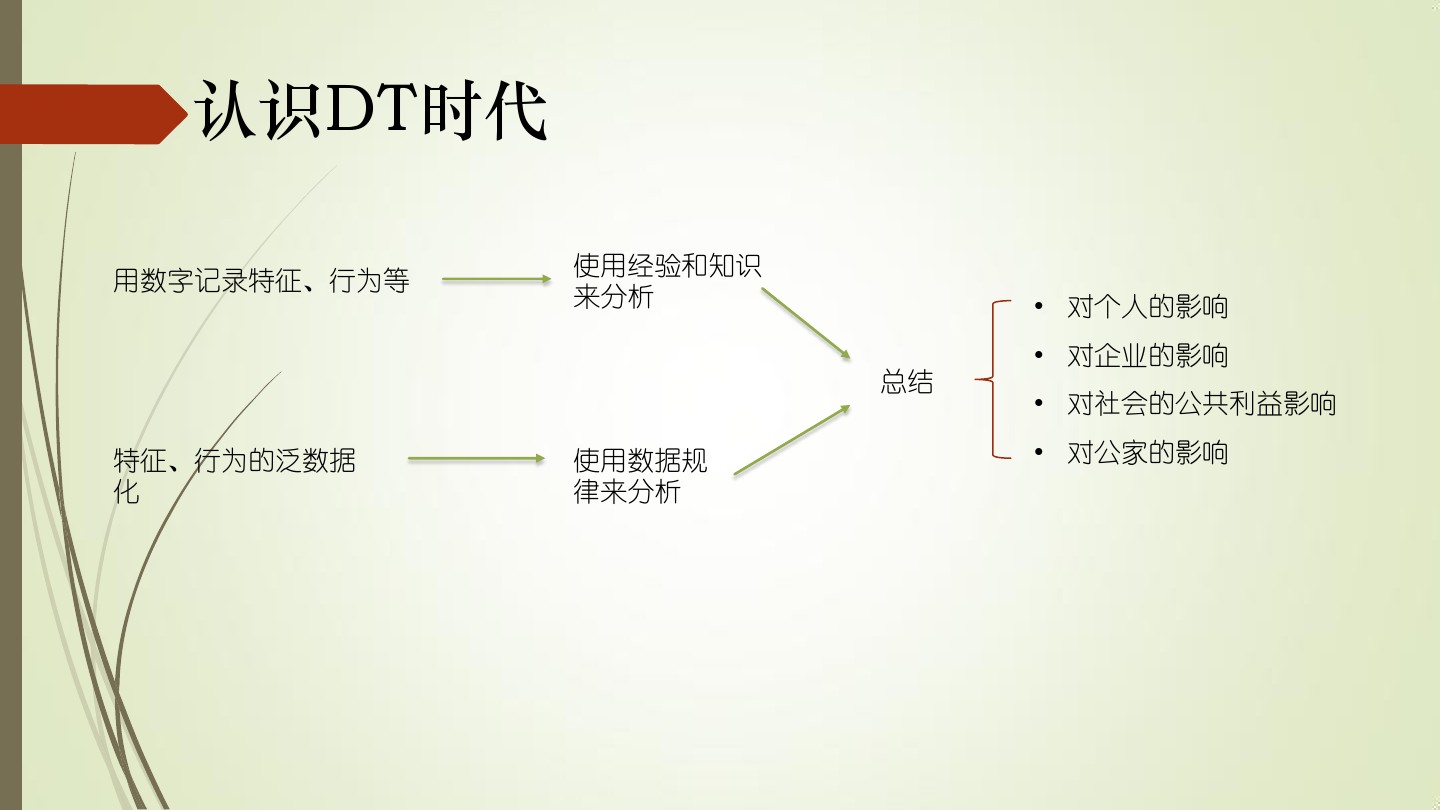 认识DT时代
用数字记录特征、行为等
使用经验和知识
来分析
特征、行为的泛数据
化
使用数据规
律来分析
总结
• 对个人的影响
• 对企业的影响
• 对社会的公共利益影响
• 对公家的影响